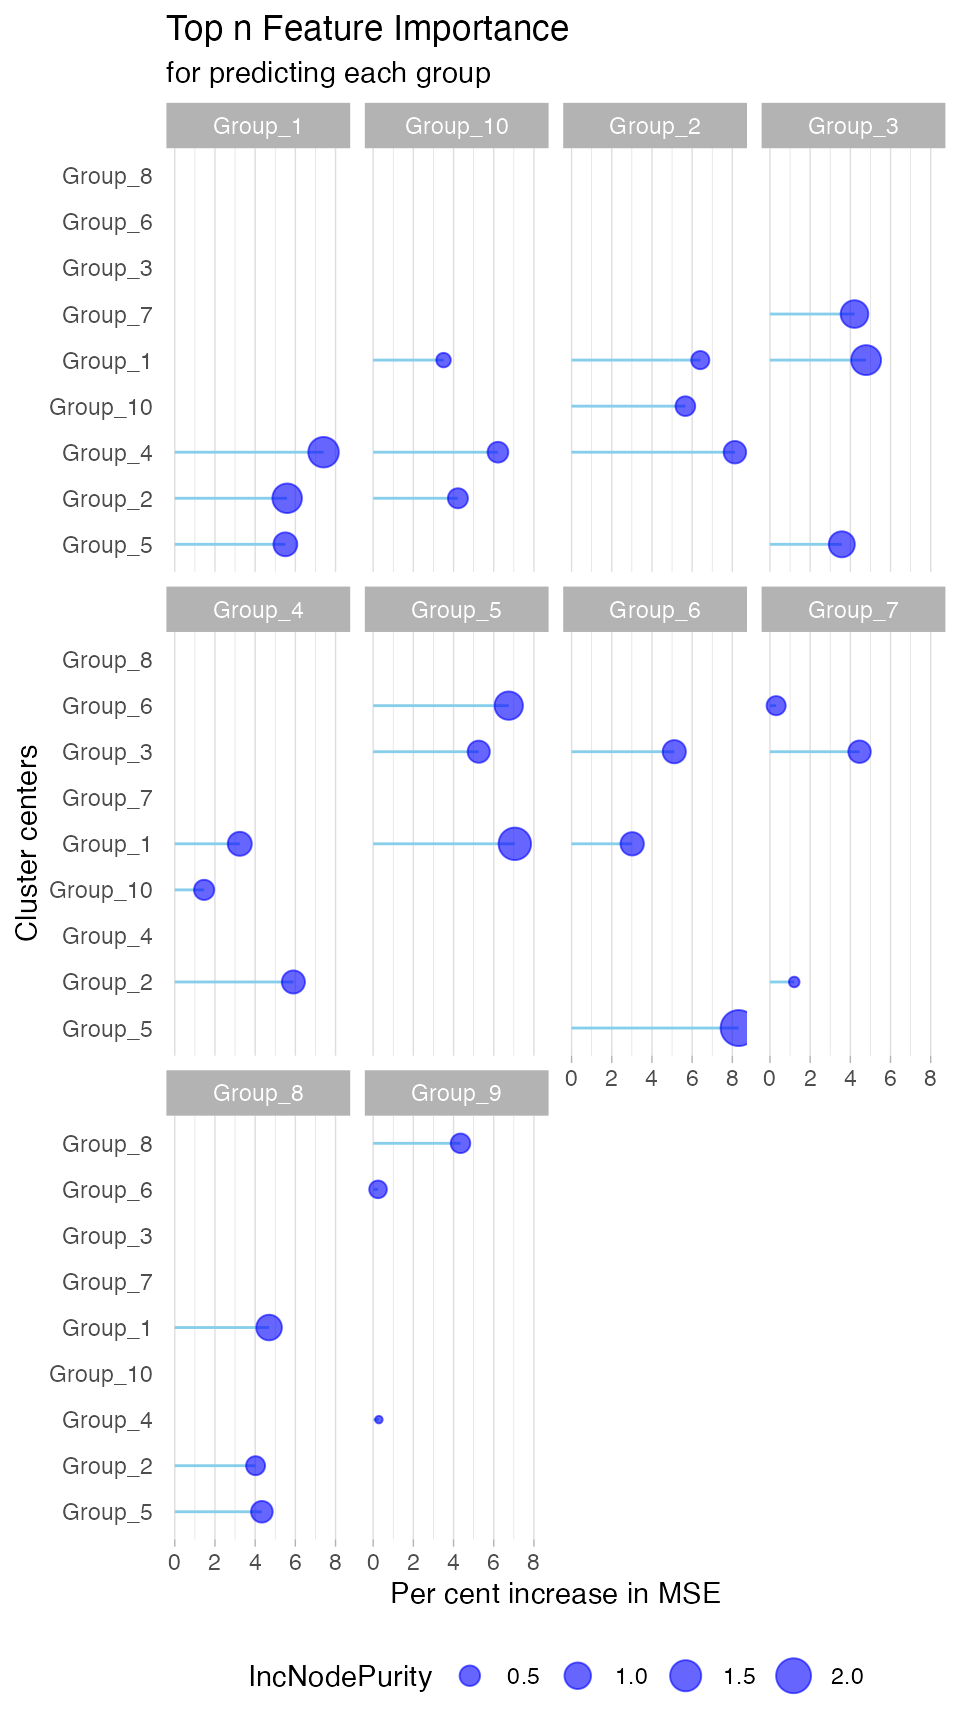 Top n Feature Importance
for predicting each group
Group_1 Group_10 Group_2 Group_3
Group_8
Group_6
Group_3
Group_7
Group_1
Group_10
Group_4
Group_2
Group_5
Group_4 Group_5 Group_6 Group_7
Group_8
Group_6
Group_3
Group_7
Group_1
Group_10
Group_4
Group_2
Group_5
0 2 4 6 8 0 2 4 6 8
Group_8 Group_9
Group_8
Group_6
Group_3
Group_7
Group_1
Group_10
Group_4
Group_2
Group_5
0 2 4 6 8 0 2 4 6 8
Cluster centers
Per cent increase in MSE
IncNodePurity 0.5 1.0 1.5 2.0